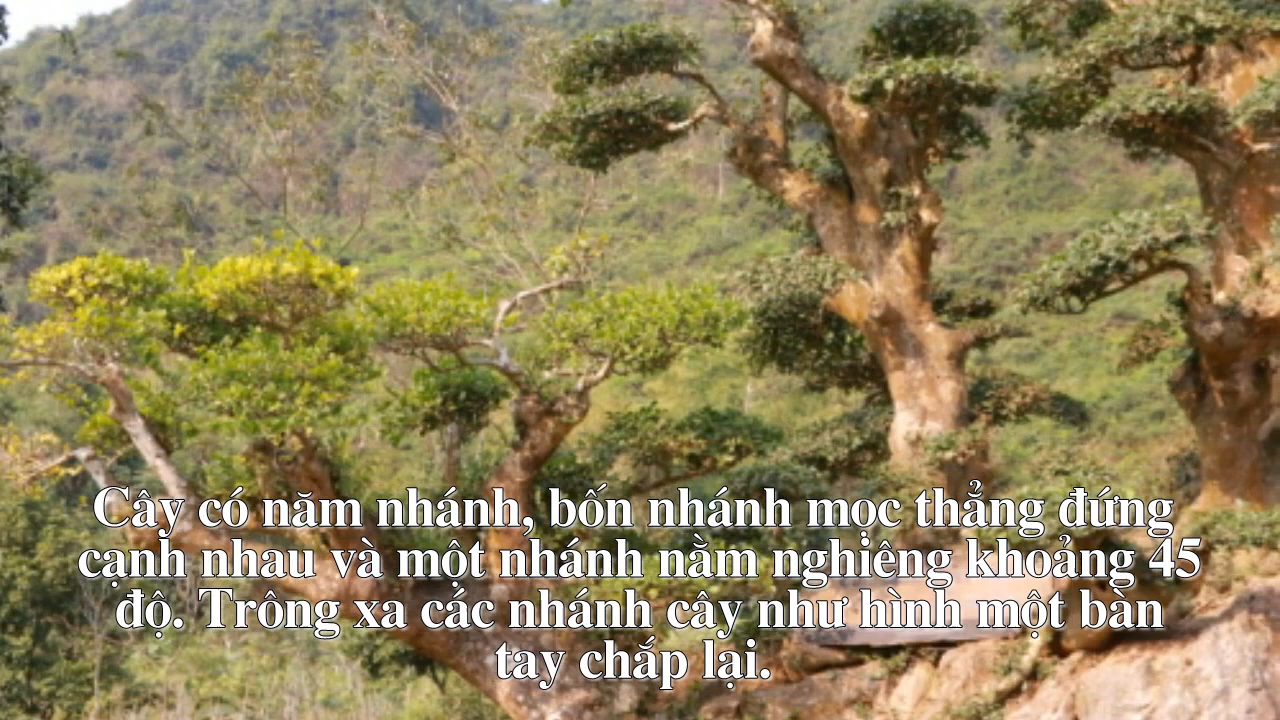 Cây có năm nhánh, bốn nhánh mọc thẳng đứng
cạnh nhau và một nhánh nằm nghiêng khoảng 45
độ. Trông xa các nhánh cây như hình một bàn
tay chắp lại.